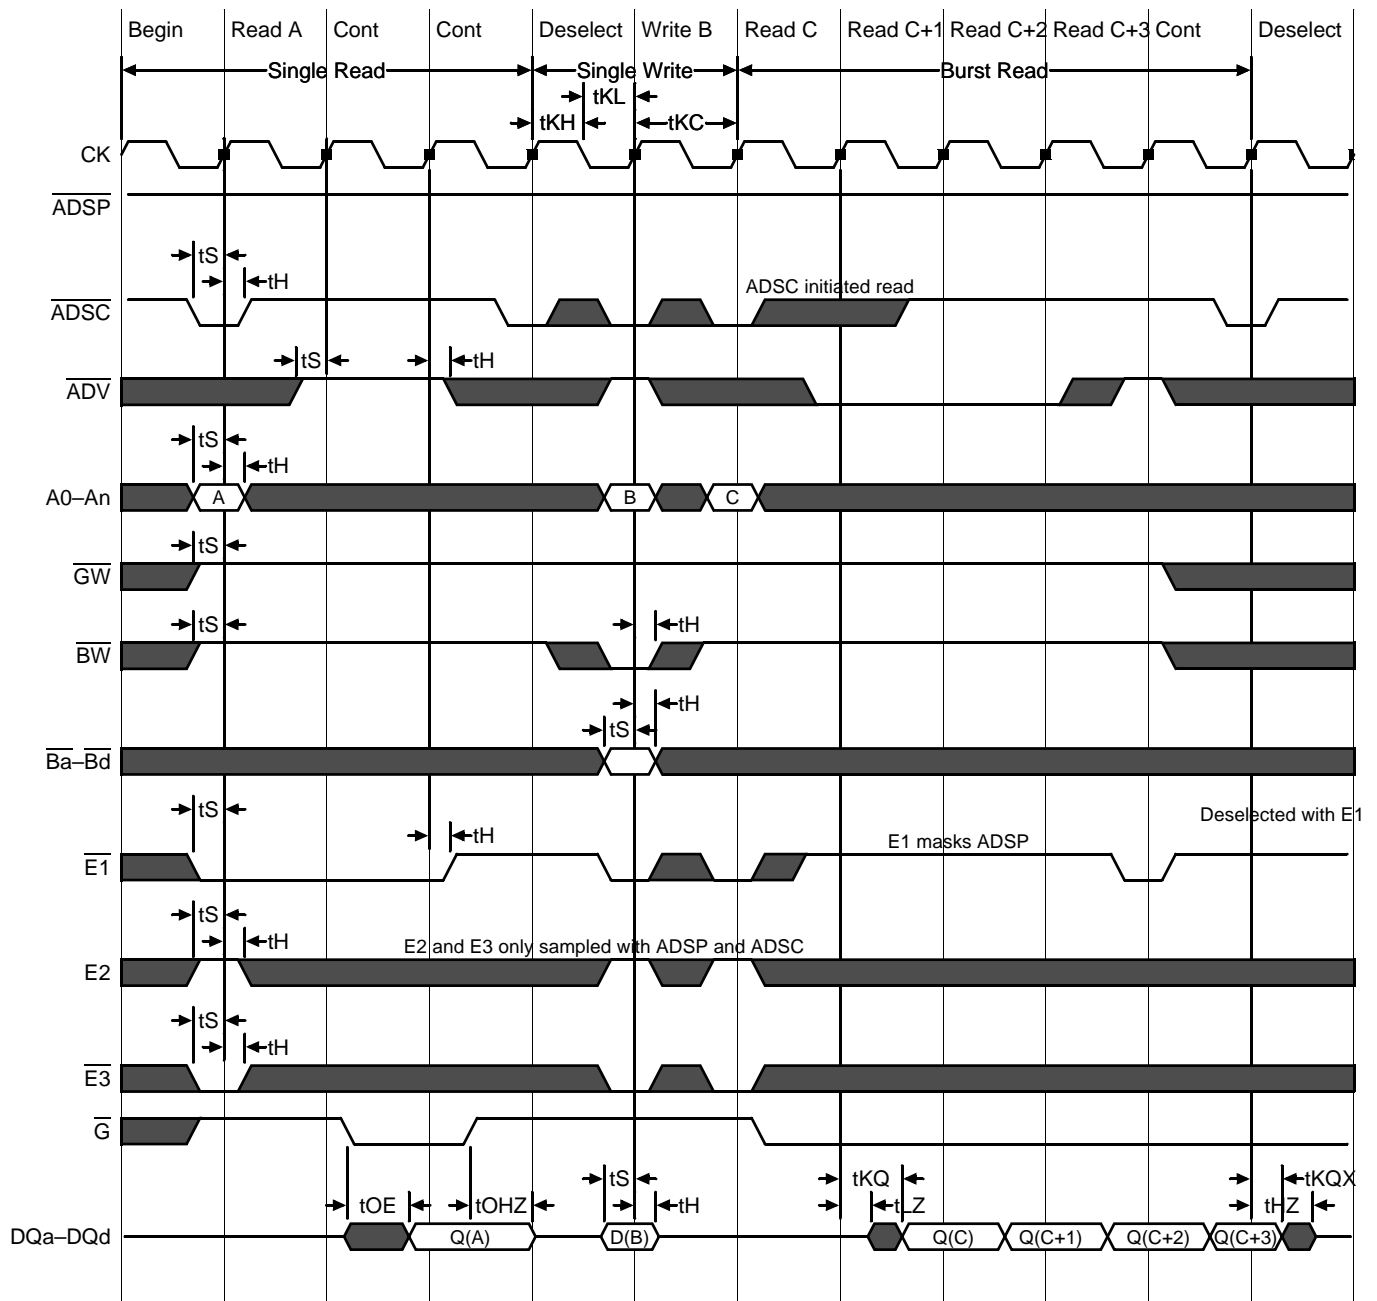 Begin Read A Cont Cont Deselect Write B Read C Read C+1 Read C+2 Read C+3 Cont Deselect
Single Read Single Write Burst Read
tKL
tKH tKC
CK
ADSP
tS
tH
ADSC initiated read
ADSC
tS tH
ADV
tS
tH
A0–An A B C
tS
GW
tS tH
BW
tH
tS
Ba–Bd
tS
Deselected with E1
tH E1 masks ADSP
E1
tS
tH E2 and E3 only sampled with ADSP and ADSC
E2
tS
tH
E3
G
tS tKQ tKQX
tOE tOHZ tH tLZ tHZ
DQa–DQd Q(A) D(B) Q(C) Q(C+1) Q(C+2) Q(C+3)